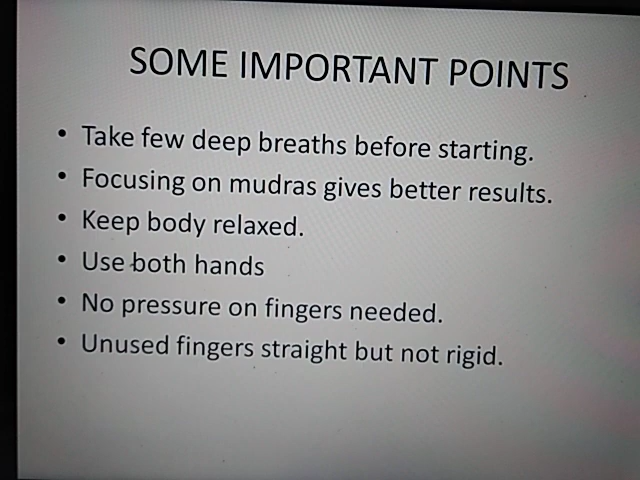 SOME IMPORTANT POINTS
• Take few deep breaths before starting.
• Focusing on mudras gives better results.
• Keep body relaxed.
• Use both hands
• No pressure on fingers needed.
• Unused fingers straight but not rigid.